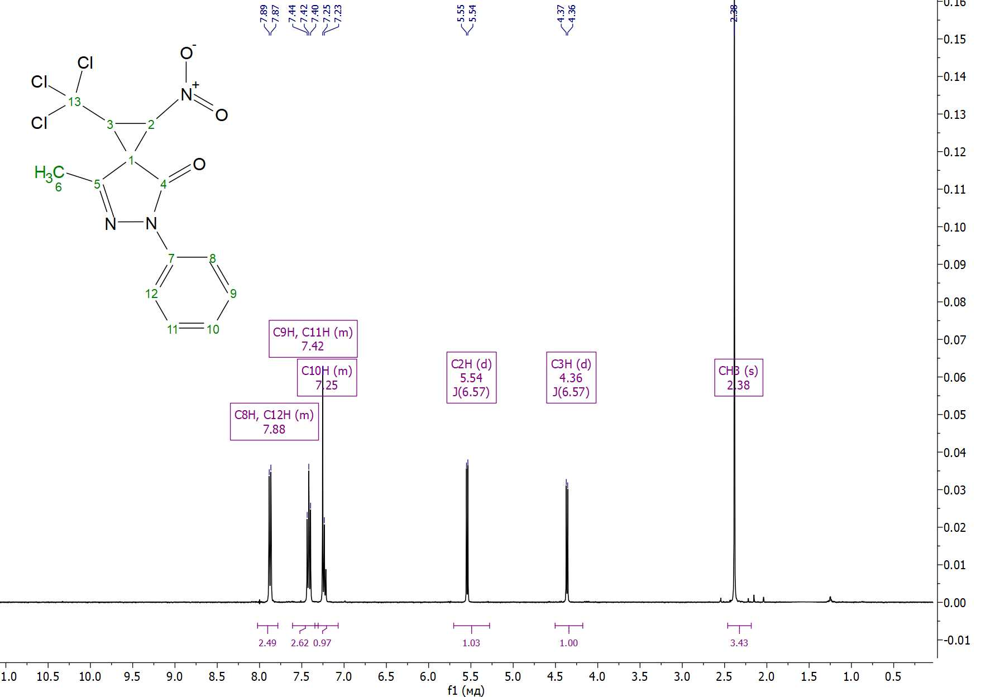 7.89
7.87
7.44
7.42
7.40
7.25
7.23
5.55
5.54
4.37
4.36
2.38
0.16
0.15
0.14
0.13
0.12
0.11
0.10
0.09
0.08
0.07
0.06
0.05
0.04
0.03
0.02
0.01
0.00
-0.01
O-
Cl
Cl
Cl
13
N+
O
3
2
1
O
H3C
6
5
4
N
N
7
8
12
9
11
10
C9H, C11H (m)
7.42
C10H (m)
7.25
C8H, C12H (m)
7.88
C2H (d)
5.54
J(6.57)
C3H (d)
4.36
J(6.57)
CH3 (s)
2.38
2.49 2.62 0.97 1.03 1.00 3.43
1.0 10.5 10.0 9.5 9.0 8.5 8.0 7.5 7.0 6.5 6.0 5.5 5.0 4.5 4.0 3.5 3.0 2.5 2.0 1.5 1.0 0.5
f1 (мд)